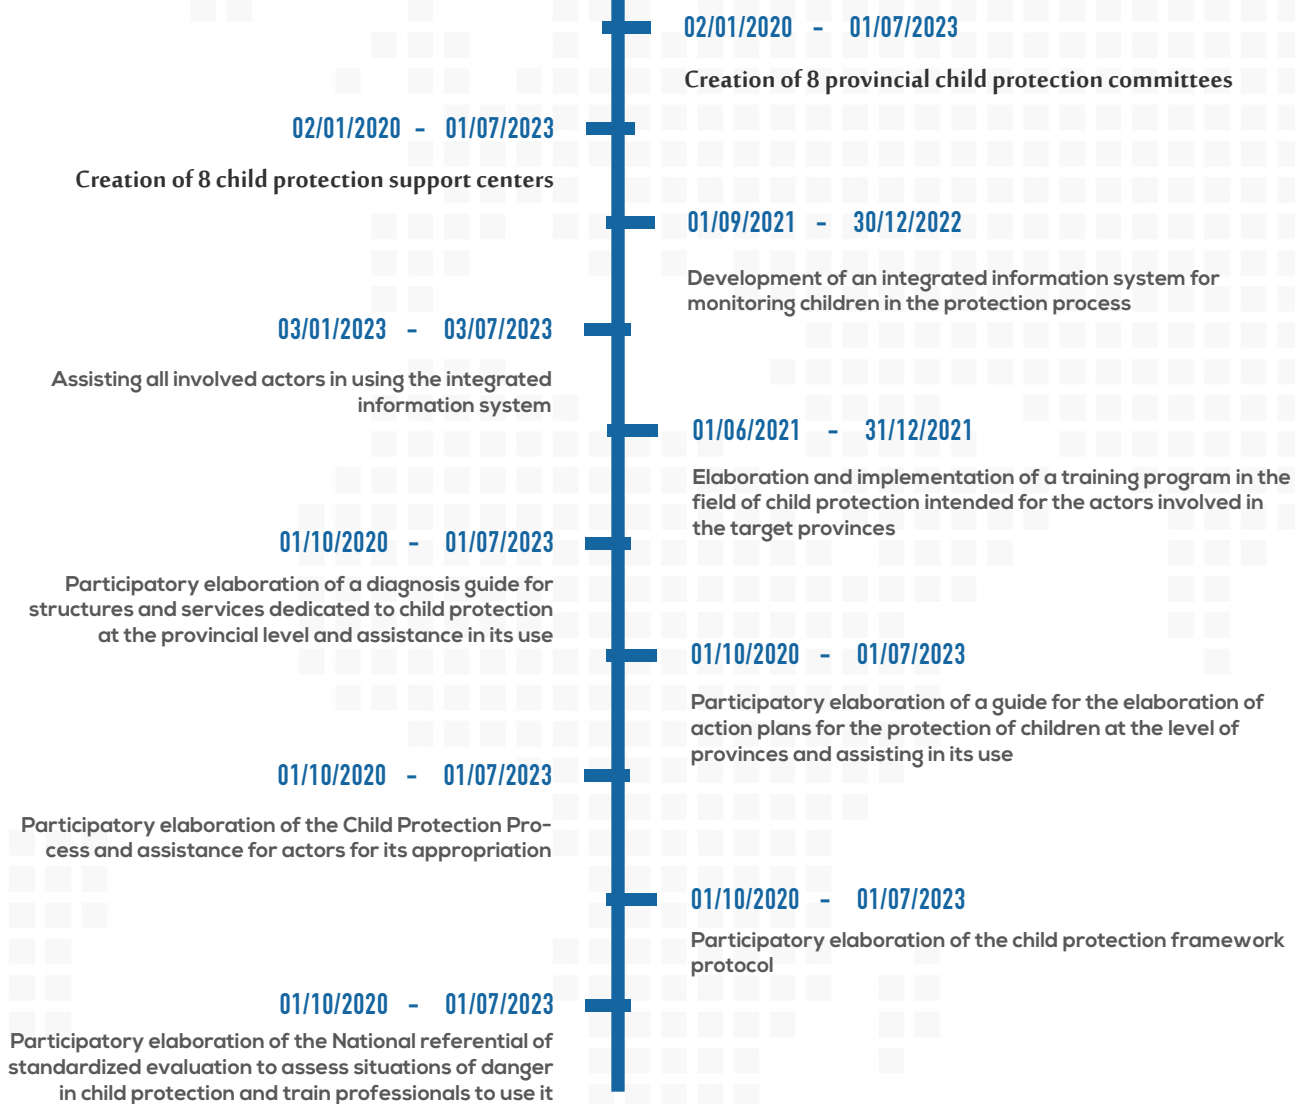 02/01/2020 - 01/07/2023
Creation of 8 provincial child protection committees
02/01/2020 - 01/07/2023
Creation of 8 child protection support centers
01/09/2021 - 30/12/2022
Development of an integrated information system for
monitoring children in the protection process
03/01/2023 - 03/07/2023
Assisting all involved actors in using the integrated
information system
01/06/2021 - 31/12/2021
Elaboration and implementation of a training program in the
field of child protection intended for the actors involved in
the target provinces
01/10/2020 - 01/07/2023
Participatory elaboration of a diagnosis guide for
structures and services dedicated to child protection
at the provincial level and assistance in its use
01/10/2020 - 01/07/2023
Participatory elaboration of a guide for the elaboration of
action plans for the protection of children at the level of
provinces and assisting in its use
01/10/2020 - 01/07/2023
Participatory elaboration of the Child Protection Pro-
cess and assistance for actors for its appropriation
01/10/2020 - 01/07/2023
Participatory elaboration of the child protection framework
protocol
01/10/2020 - 01/07/2023
Participatory elaboration of the National referential of
standardized evaluation to assess situations of danger
in child protection and train professionals to use it